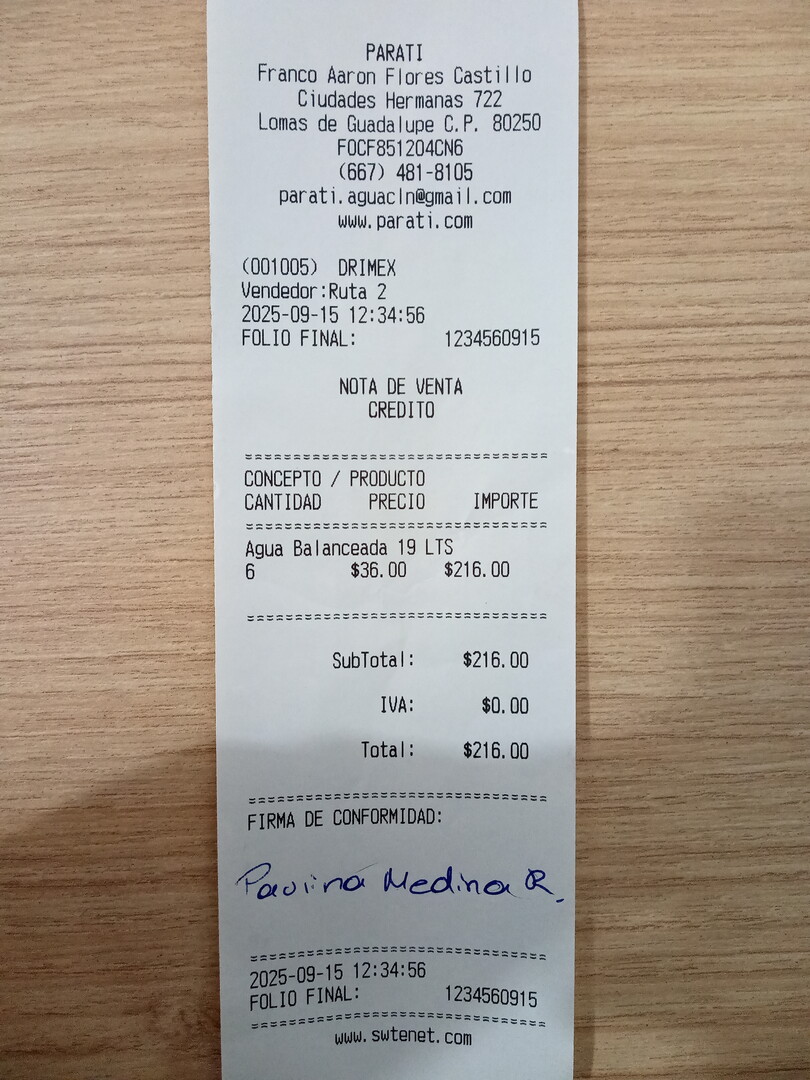 PARATI
Franco Aaron Flores Castillo
Ciudades Hermanas 722
Lomas de Guadalupe C.P. 80250
FOCF851204CN6
(667) 481-8105
parati.aguacln@gmail.com
www.parati.com
(001005) DRIMEX
Vendedor:Ruta 2
2025-09-15 12:34:56
FOLIO FINAL: 1234560915
NOTA DE VENTA
CREDITO
CONCEPTO / PRODUCTO
CANTIDAD PRECIO IMPORTE
Agua Balanceada 19 LTS
6 $36.00 $216.00
SubTotal: $216.00
IVA: $0.00
Total: $216.00
FIRMA DE CONFORMIDAD:
Paulina Medina R.
2025-09-15 12:34:56
FOLIO FINAL: 1234560915
www.swtenet.com